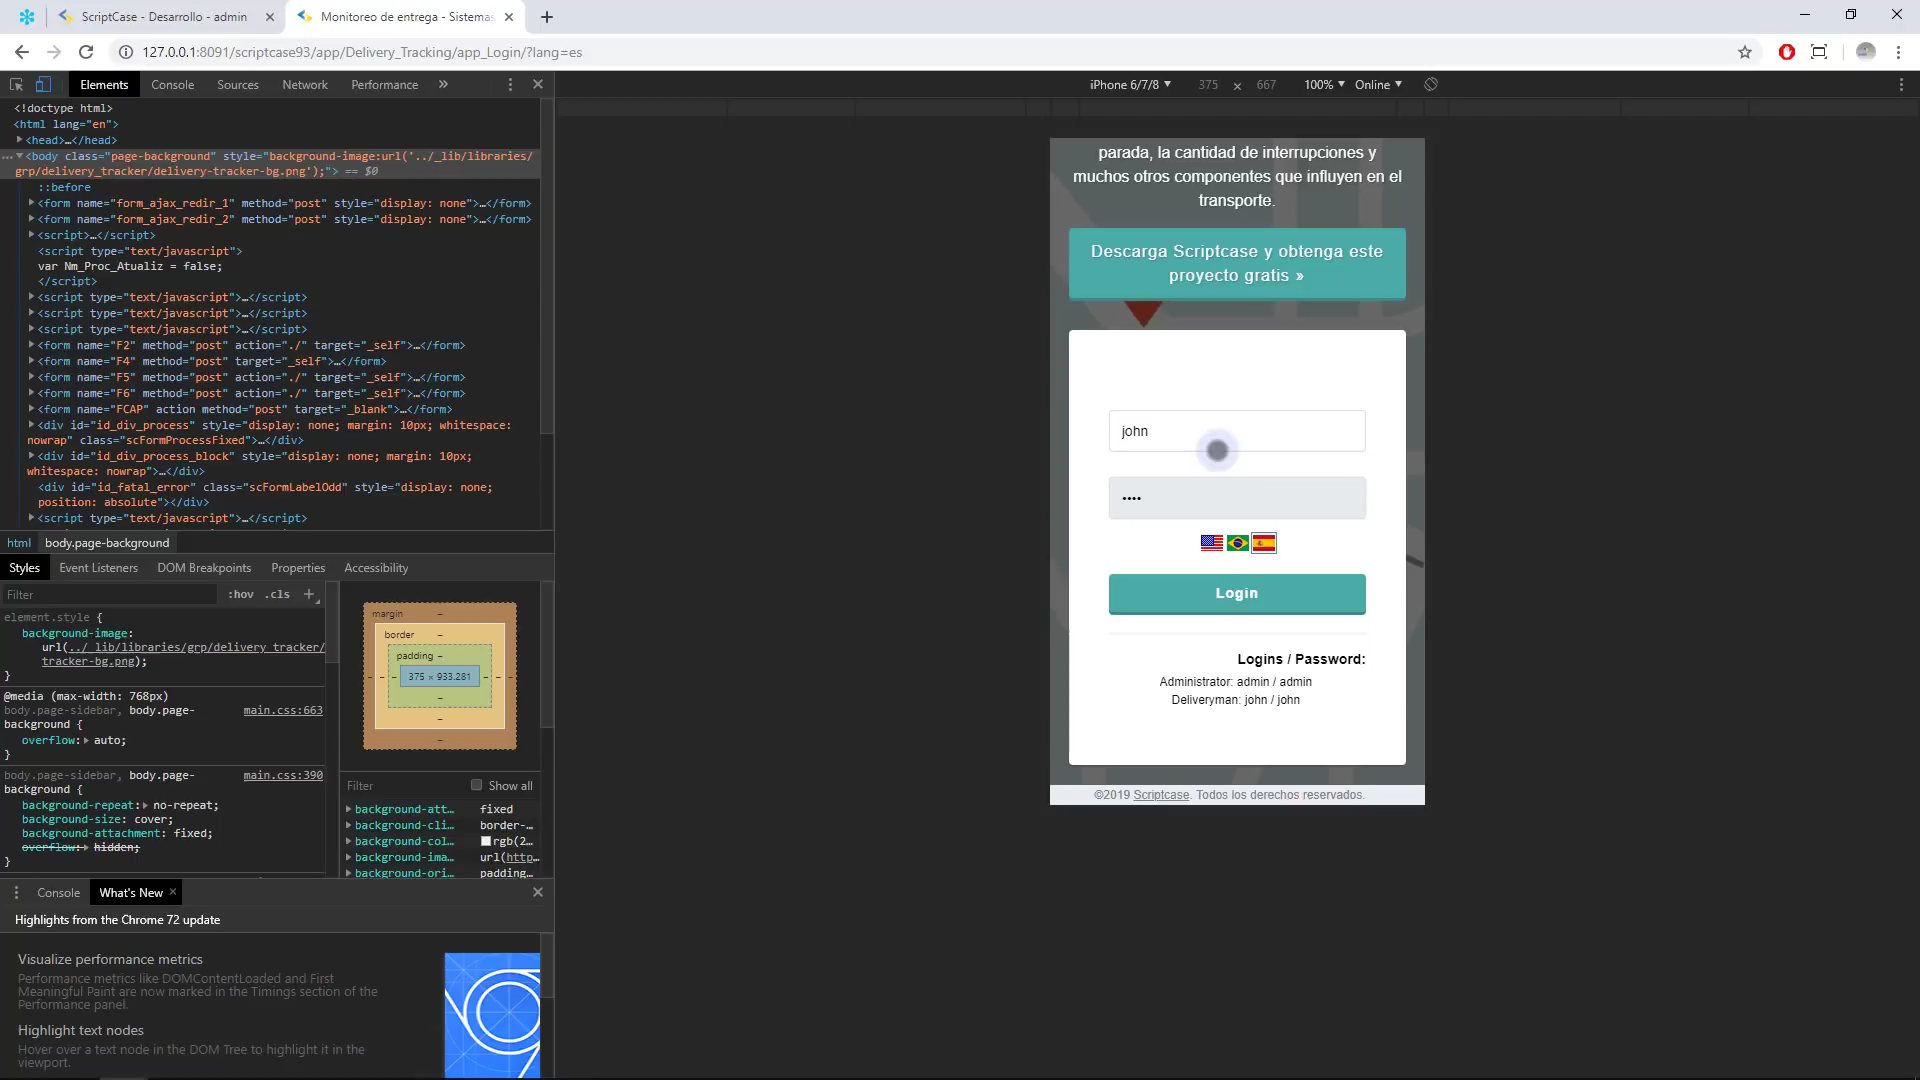 ScriptCase - Desarrollo - admin
Monitoreo de entrega - Sistemas
127.0.0.1:8091/scriptcase93/app/Delivery_Tracking/app_Login/?lang=es
Elements Console Sources Network Performance »
iPhone 6/7/8 375 × 667 100% Online
<!doctype html>
<html lang="en">
<head>…</head>
<body class="page-background" style="background-image:url('../_lib/libraries/
grp/delivery_tracker/delivery-tracker-bg.png');"> == $0
::before
<form name="form_ajax_redir_1" method="post" style="display: none">…</form>
<form name="form_ajax_redir_2" method="post" style="display: none">…</form>
<script>…</script>
<script type="text/javascript">
var Nm_Proc_Atualiz = false;
</script>
<script type="text/javascript">…</script>
<script type="text/javascript">…</script>
<script type="text/javascript">…</script>
<form name="F2" method="post" action="./" target="_self">…</form>
<form name="F4" method="post" target="_self">…</form>
<form name="F5" method="post" action="./" target="_self">…</form>
<form name="F6" method="post" action="./" target="_self">…</form>
<form name="FCAP" action method="post" target="_blank">…</form>
<div id="id_div_process" style="display: none; margin: 10px; whitespace:
nowrap" class="scFormProcessFixed">…</div>
<div id="id_div_process_block" style="display: none; margin: 10px;
whitespace: nowrap">…</div>
<div id="id_fatal_error" class="scFormLabelOdd" style="display: none;
position: absolute"></div>
<script type="text/javascript">…</script>
html body.page-background
Styles Event Listeners DOM Breakpoints Properties Accessibility
Filter :hov .cls +
element.style {
background-image:
url(../_lib/libraries/grp/delivery_tracker/
tracker-bg.png);
}
@media (max-width: 768px)
body.page-sidebar, body.page- main.css:663
background {
overflow: auto;
}
body.page-sidebar, body.page- main.css:390
background {
background-repeat: no-repeat;
background-size: cover;
background-attachment: fixed;
overflow: hidden;
}
margin –
border –
padding –
– – – 375 × 933.281 – – –
–
–
–
Filter Show all
background-att… fixed
background-cli… border-…
background-col… rgb(2…
background-ima… url(http…
background-ori… padding…
Console What's New ×
Highlights from the Chrome 72 update
Visualize performance metrics
Performance metrics like DOMContentLoaded and First
Meaningful Paint are now marked in the Timings section of the
Performance panel.
Highlight text nodes
Hover over a text node in the DOM Tree to highlight it in the
viewport.
parada, la cantidad de interrupciones y
muchos otros componentes que influyen en el
transporte.
Descarga Scriptcase y obtenga este
proyecto gratis »
john
••••
Login
Logins / Password:
Administrator: admin / admin
Deliveryman: john / john
©2019 Scriptcase. Todos los derechos reservados.